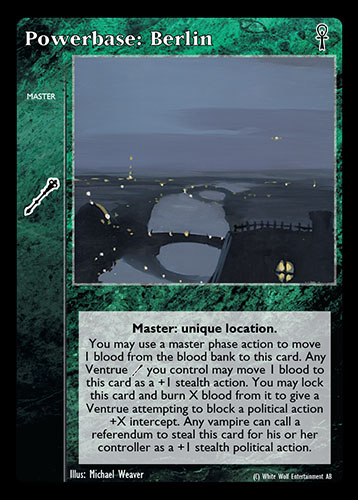 Powerbase: Berlin
MASTER
Master: unique location.
You may use a master phase action to move
1 blood from the blood bank to this card. Any
Ventrue you control may move 1 blood to
this card as a +1 stealth action. You may lock
this card and burn X blood from it to give a
Ventrue attempting to block a political action
+X intercept. Any vampire can call a
referendum to steal this card for his or her
controller as a +1 stealth political action.
Illus: Michael Weaver
(C) White Wolf Entertainment AB